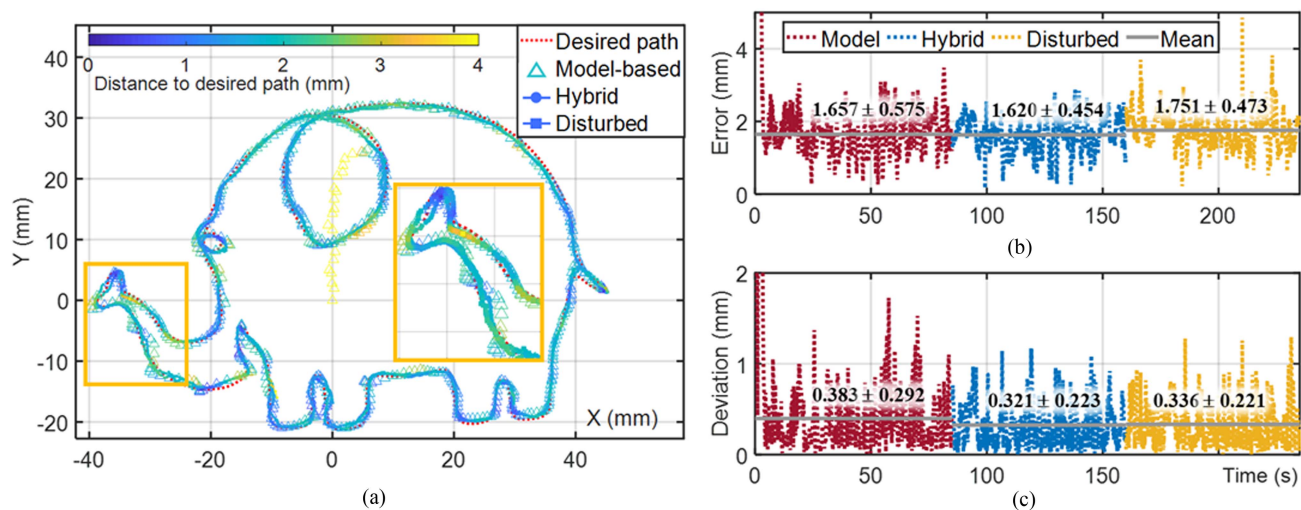 0 1 2 3 4
Distance to desired path (mm)
Desired path
Model-based
Hybrid
Disturbed
40
30
20
10
0
-10
-20
Y (mm)
X (mm)
-40 -20 0 20 40
(a)
Model Hybrid Disturbed Mean
Error (mm)
4
2
0
1.657 ± 0.575 1.620 ± 0.454 1.751 ± 0.473
0 50 100 150 200
(b)
Deviation (mm)
2
1
0
0.383 ± 0.292 0.321 ± 0.223 0.336 ± 0.221
0 50 100 150 Time (s)
(c)